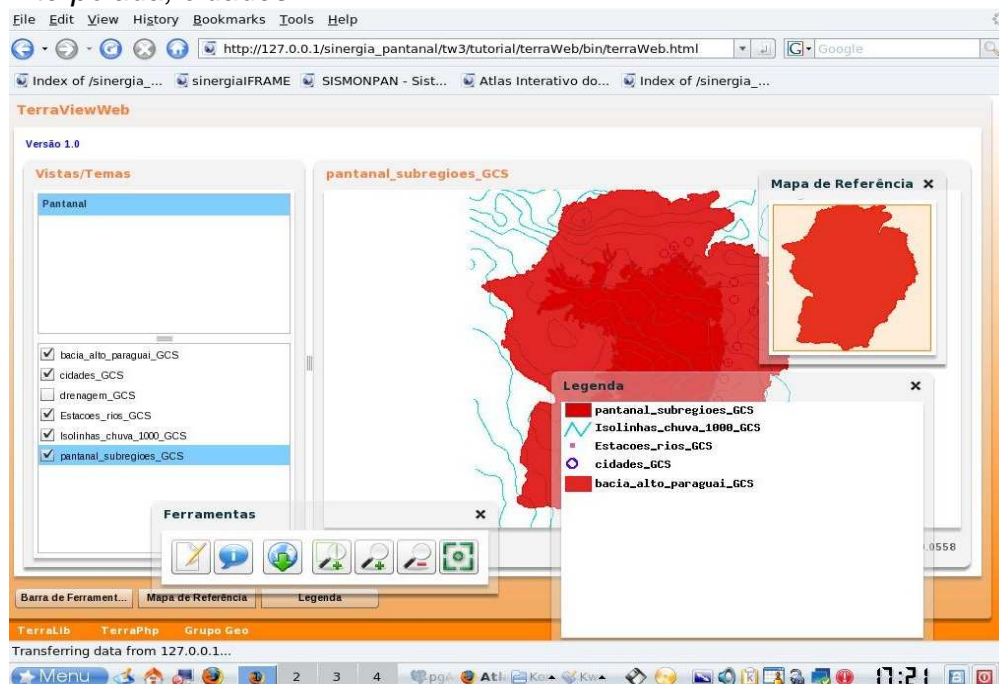 File Edit View History Bookmarks Tools Help
http://127.0.0.1/sinergia_pantanal/tw3/tutorial/terraWeb/bin/terraWeb.html
Google
Index of /sinergia_... sinergiaIFRAME SISMONPAN - Sist... Atlas Interativo do... Index of /sinergia_...
TerraViewWeb
Versão 1.0
Vistas/Temas
Pantanal
bacia_alto_paraguai_GCS
cidades_GCS
drenagem_GCS
Estacoes_rios_GCS
Isolinhas_chuva_1000_GCS
pantanal_subregioes_GCS
pantanal_subregioes_GCS
Mapa de Referência
Legenda
pantanal_subregioes_GCS
Isolinhas_chuva_1000_GCS
Estacoes_rios_GCS
cidades_GCS
bacia_alto_paraguai_GCS
Ferramentas
.0558
Barra de Ferrament... Mapa de Referência Legenda
TerraLib TerraPhp Grupo Geo
Transferring data from 127.0.0.1...
Menu 2 3 4 Atl 17:21